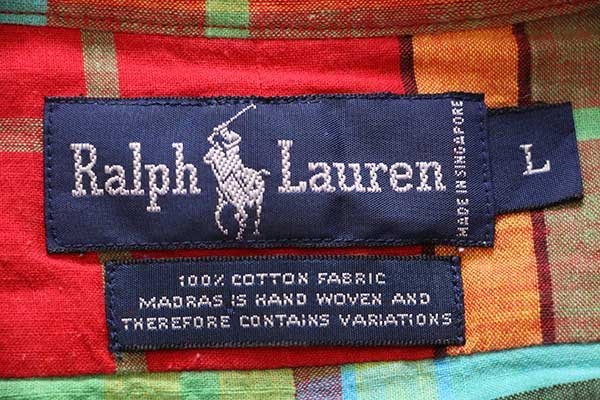 Ralph Lauren
MADE IN SINGAPORE
L
100% COTTON FABRIC
MADRAS IS HAND WOVEN AND
THEREFORE CONTAINS VARIATIONS